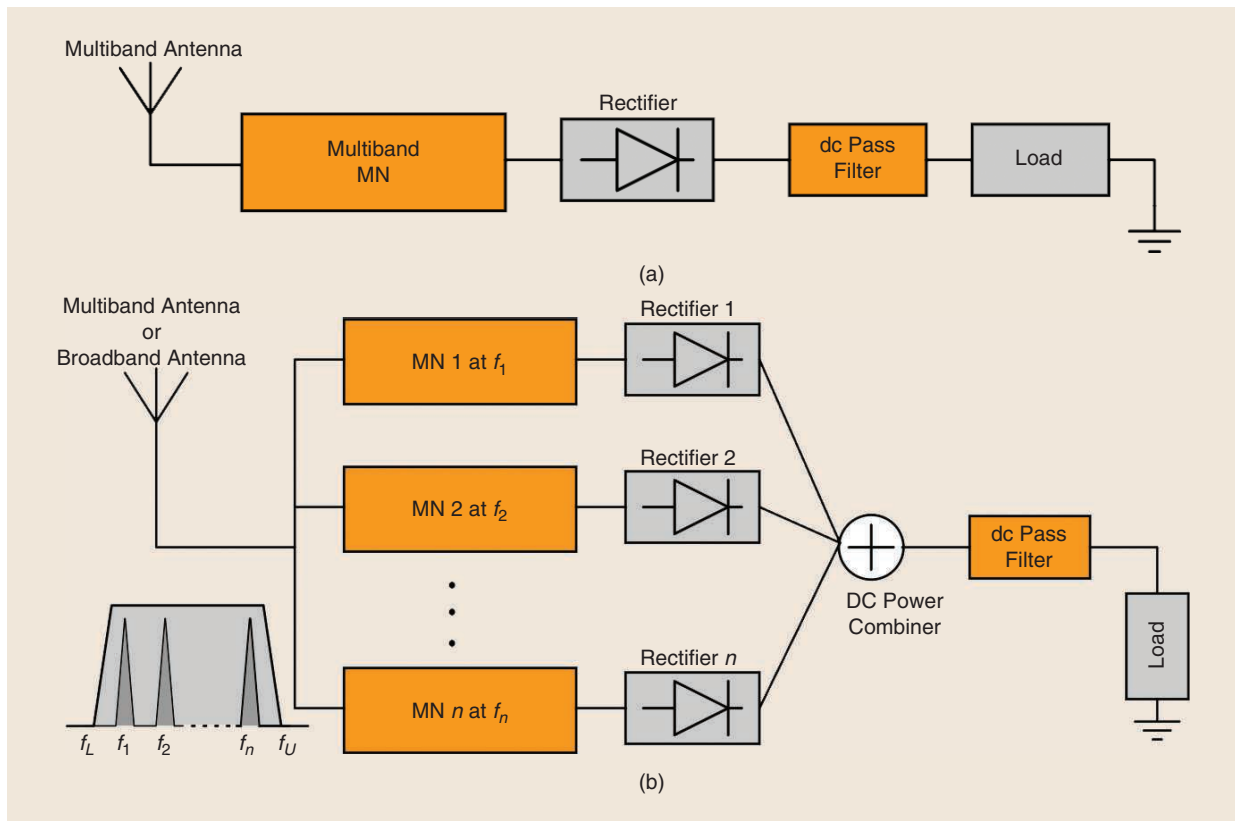 Multiband Antenna
Multiband
MN
Rectifier
dc Pass
Filter
Load
(a)
Multiband Antenna
or
Broadband Antenna
MN 1 at f1
Rectifier 1
MN 2 at f2
Rectifier 2
MN n at fn
Rectifier n
DC Power
Combiner
dc Pass
Filter
Load
fL f1 f2 fn fU
(b)